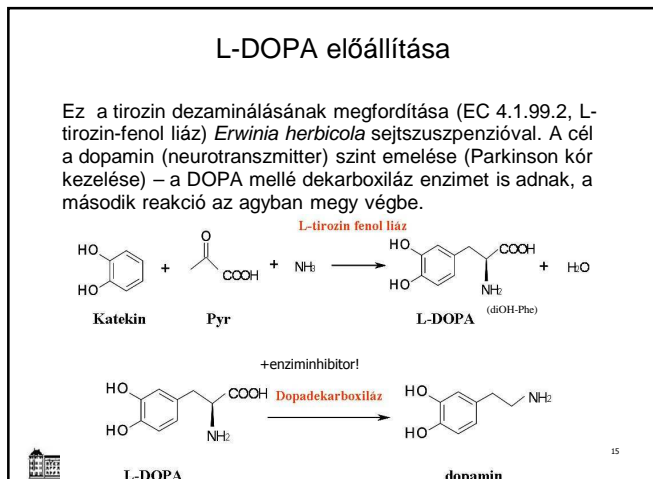 L-DOPA előállítása
Ez a tirozin dezaminálásának megfordítása (EC 4.1.99.2, L-
tirozin-fenol liáz) Erwinia herbicola sejtszuszpenzióval. A cél
a dopamin (neurotranszmitter) szint emelése (Parkinson kór
kezelése) – a DOPA mellé dekarboxiláz enzimet is adnak, a
második reakció az agyban megy végbe.
L-tirozin fenol liáz
HO HO + O COOH + NH3 HO HO COOH NH2 + H2O
(diOH-Phe)
Katekin Pyr L-DOPA
+enziminhibitor!
HO HO COOH NH2 Dopadekarboxiláz HO HO NH2
15
L-DOPA dopamin